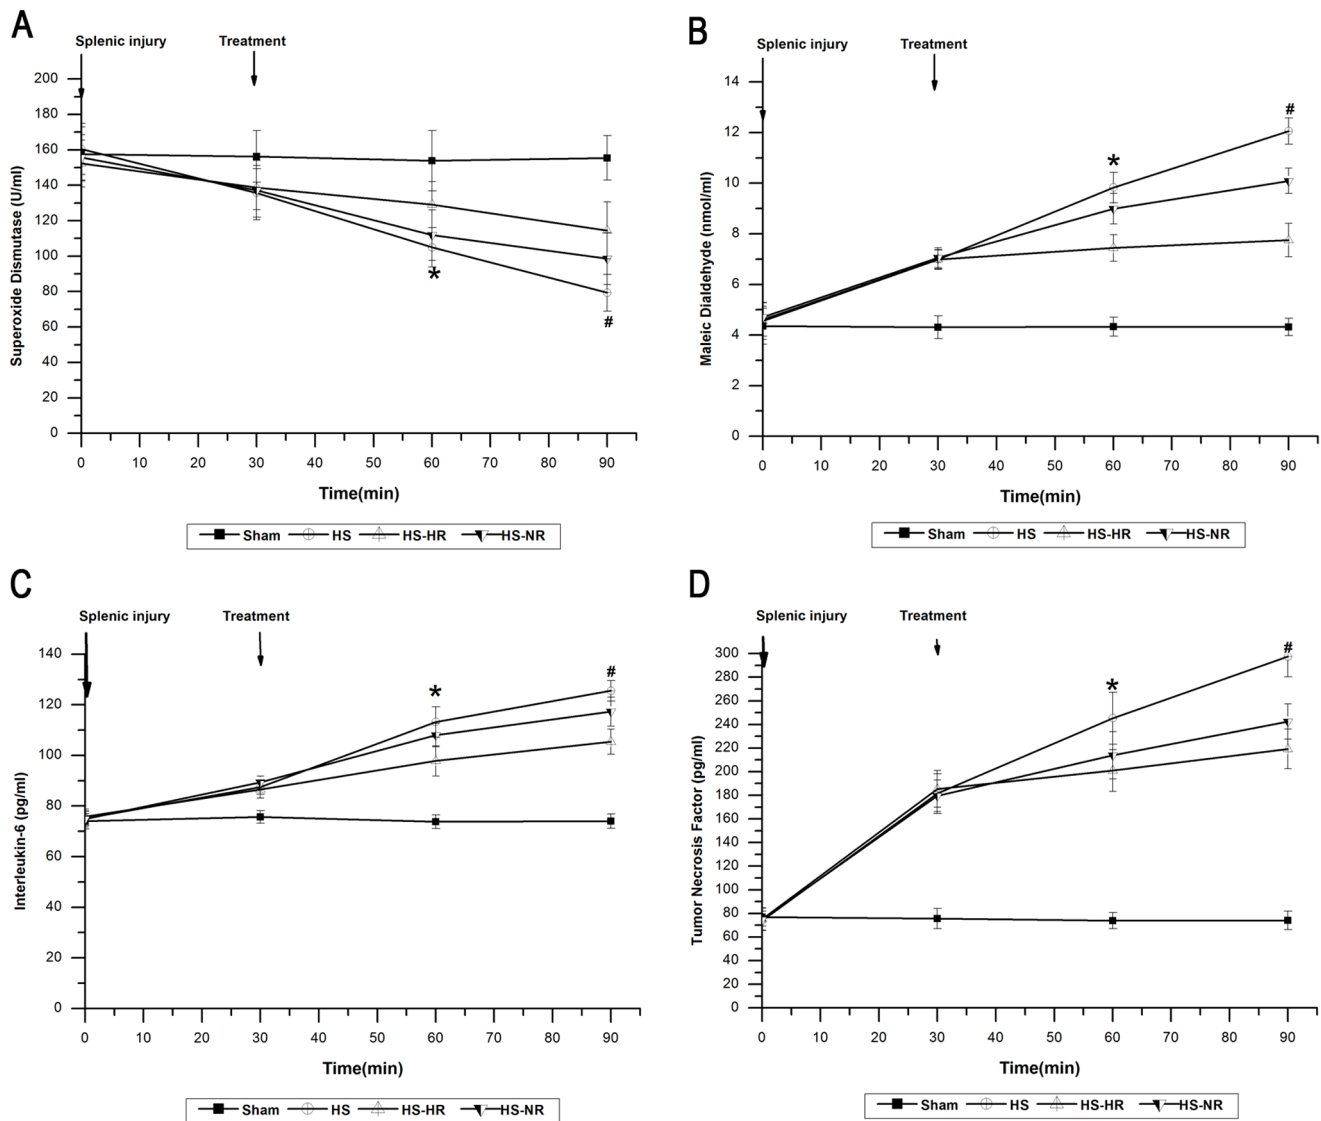 A
Splenic injury
Treatment
200
180
160
140
120
100
80
60
40
20
0
Superoxide Dismutase (U/ml)
*
#
0 10 20 30 40 50 60 70 80 90
Time(min)
Sham HS HS-HR HS-NR
B
Splenic injury
Treatment
14
12
10
8
6
4
2
0
Maleic Dialdehyde (nmol/ml)
*
#
0 10 20 30 40 50 60 70 80 90
Time(min)
Sham HS HS-HR HS-NR
C
Splenic injury
Treatment
140
120
100
80
60
40
20
0
Interleukin-6 (pg/ml)
*
#
0 10 20 30 40 50 60 70 80 90
Time(min)
Sham HS HS-HR HS-NR
D
Splenic injury
Treatment
300
280
260
240
220
200
180
160
140
120
100
80
60
40
20
0
Tumor Necrosis Factor (pg/ml)
*
#
0 10 20 30 40 50 60 70 80 90
Time(min)
Sham HS HS-HR HS-NR